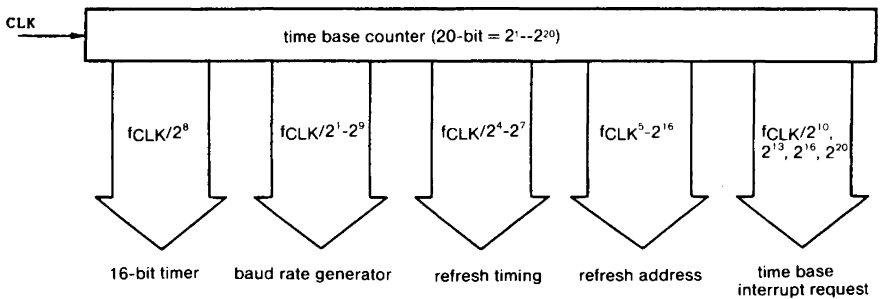 CLK
time base counter (20-bit = 2¹--2²⁰)
fCLK/2⁸
fCLK/2¹-2⁹
fCLK/2⁴-2⁷
fCLK⁵-2¹⁶
fCLK/2¹⁰,
2¹³, 2¹⁶, 2²⁰
16-bit timer
baud rate generator
refresh timing
refresh address
time base
interrupt request